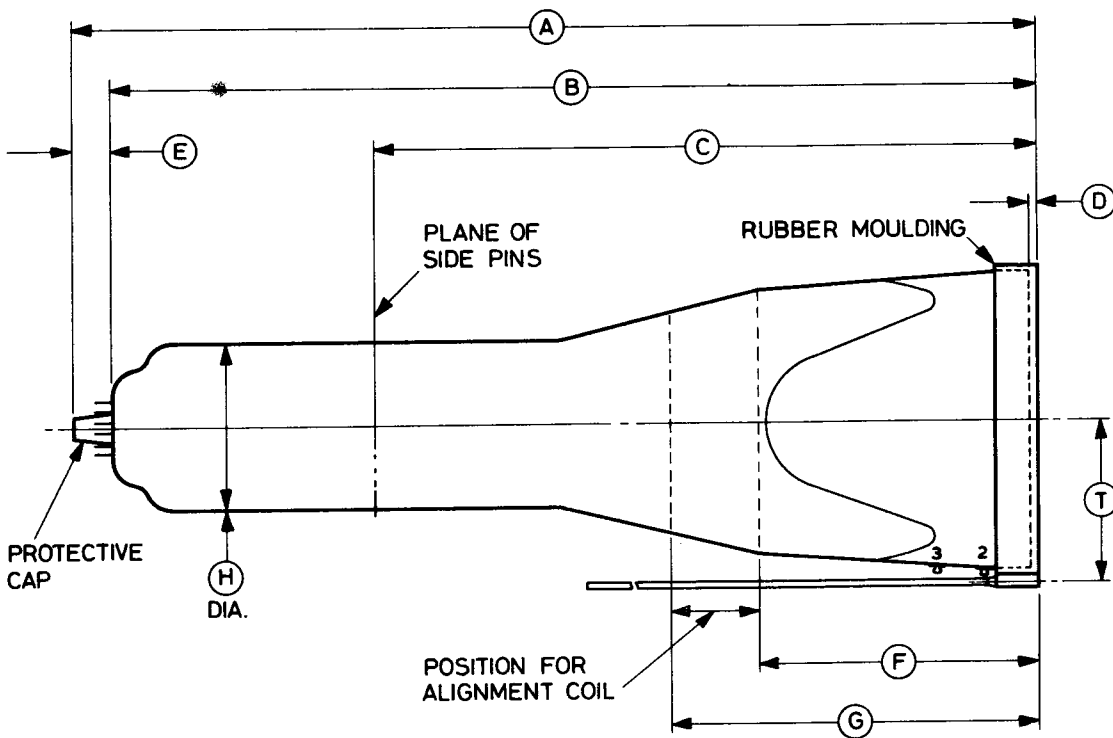 A
B
E
C
D
PLANE OF
SIDE PINS
RUBBER MOULDING
T
3 2
PROTECTIVE
CAP
H
DIA.
POSITION FOR
ALIGNMENT COIL
F
G